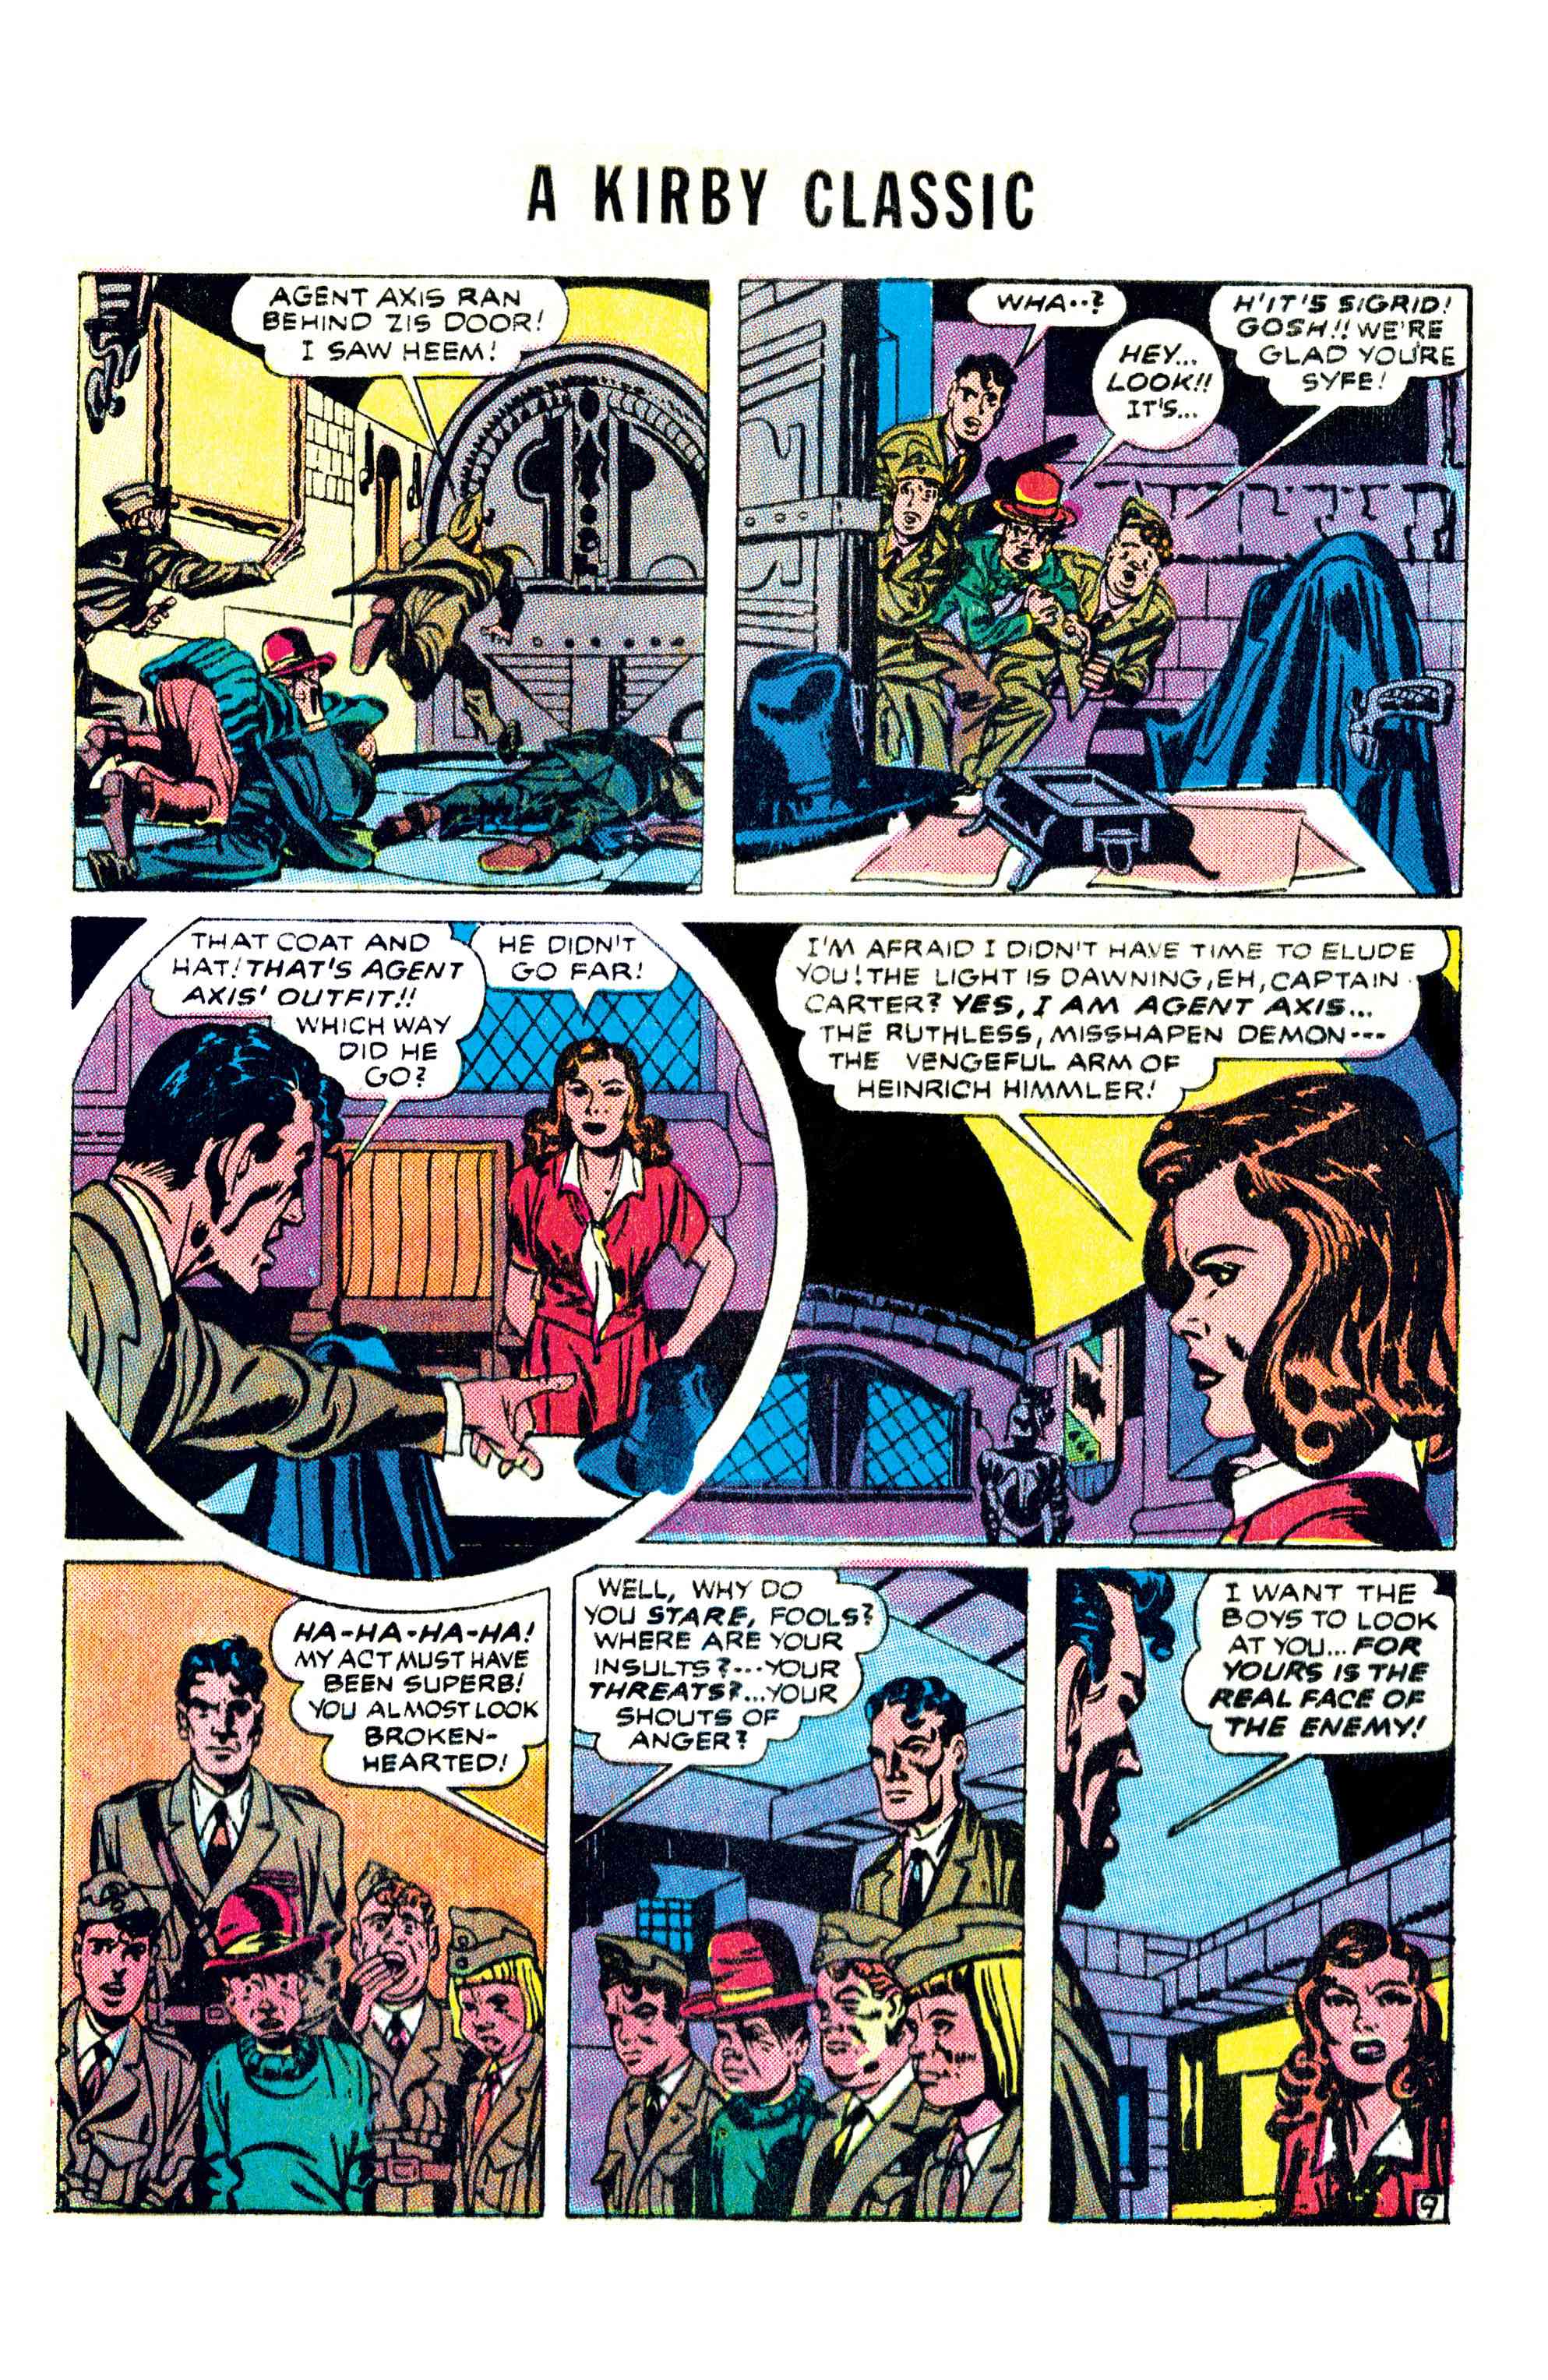 A KIRBY CLASSIC
AGENT AXIS RAN
BEHIND ZIS DOOR!
I SAW HEEM!
WHA..?
HEY...
LOOK!!
IT'S...
H'IT'S SIGRID!
GOSH!! WE'RE
GLAD YOU'RE
SYFE!
THAT COAT AND
HAT! THAT'S AGENT
AXIS' OUTFIT!!
WHICH WAY
DID HE
GO?
HE DIDN'T
GO FAR!
I'M AFRAID I DIDN'T HAVE TIME TO ELUDE
YOU! THE LIGHT IS DAWNING, EH, CAPTAIN
CARTER? YES, I AM AGENT AXIS...
THE RUTHLESS, MISSHAPEN DEMON---
THE VENGEFUL ARM OF
HEINRICH HIMMLER!
HA-HA-HA-HA!
MY ACT MUST HAVE
BEEN SUPERB!
YOU ALMOST LOOK
BROKEN-
HEARTED!
WELL, WHY DO
YOU STARE, FOOLS?
WHERE ARE YOUR
INSULTS?...YOUR
THREATS?...YOUR
SHOUTS OF
ANGER?
I WANT THE
BOYS TO LOOK
AT YOU... FOR
YOURS IS THE
REAL FACE OF
THE ENEMY!
9